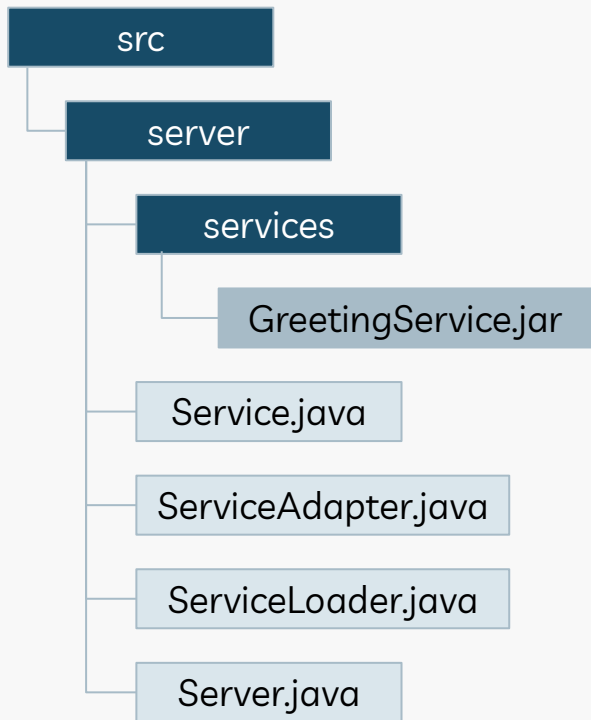 src
server
services
GreetingService.jar
Service.java
ServiceAdapter.java
ServiceLoader.java
Server.java